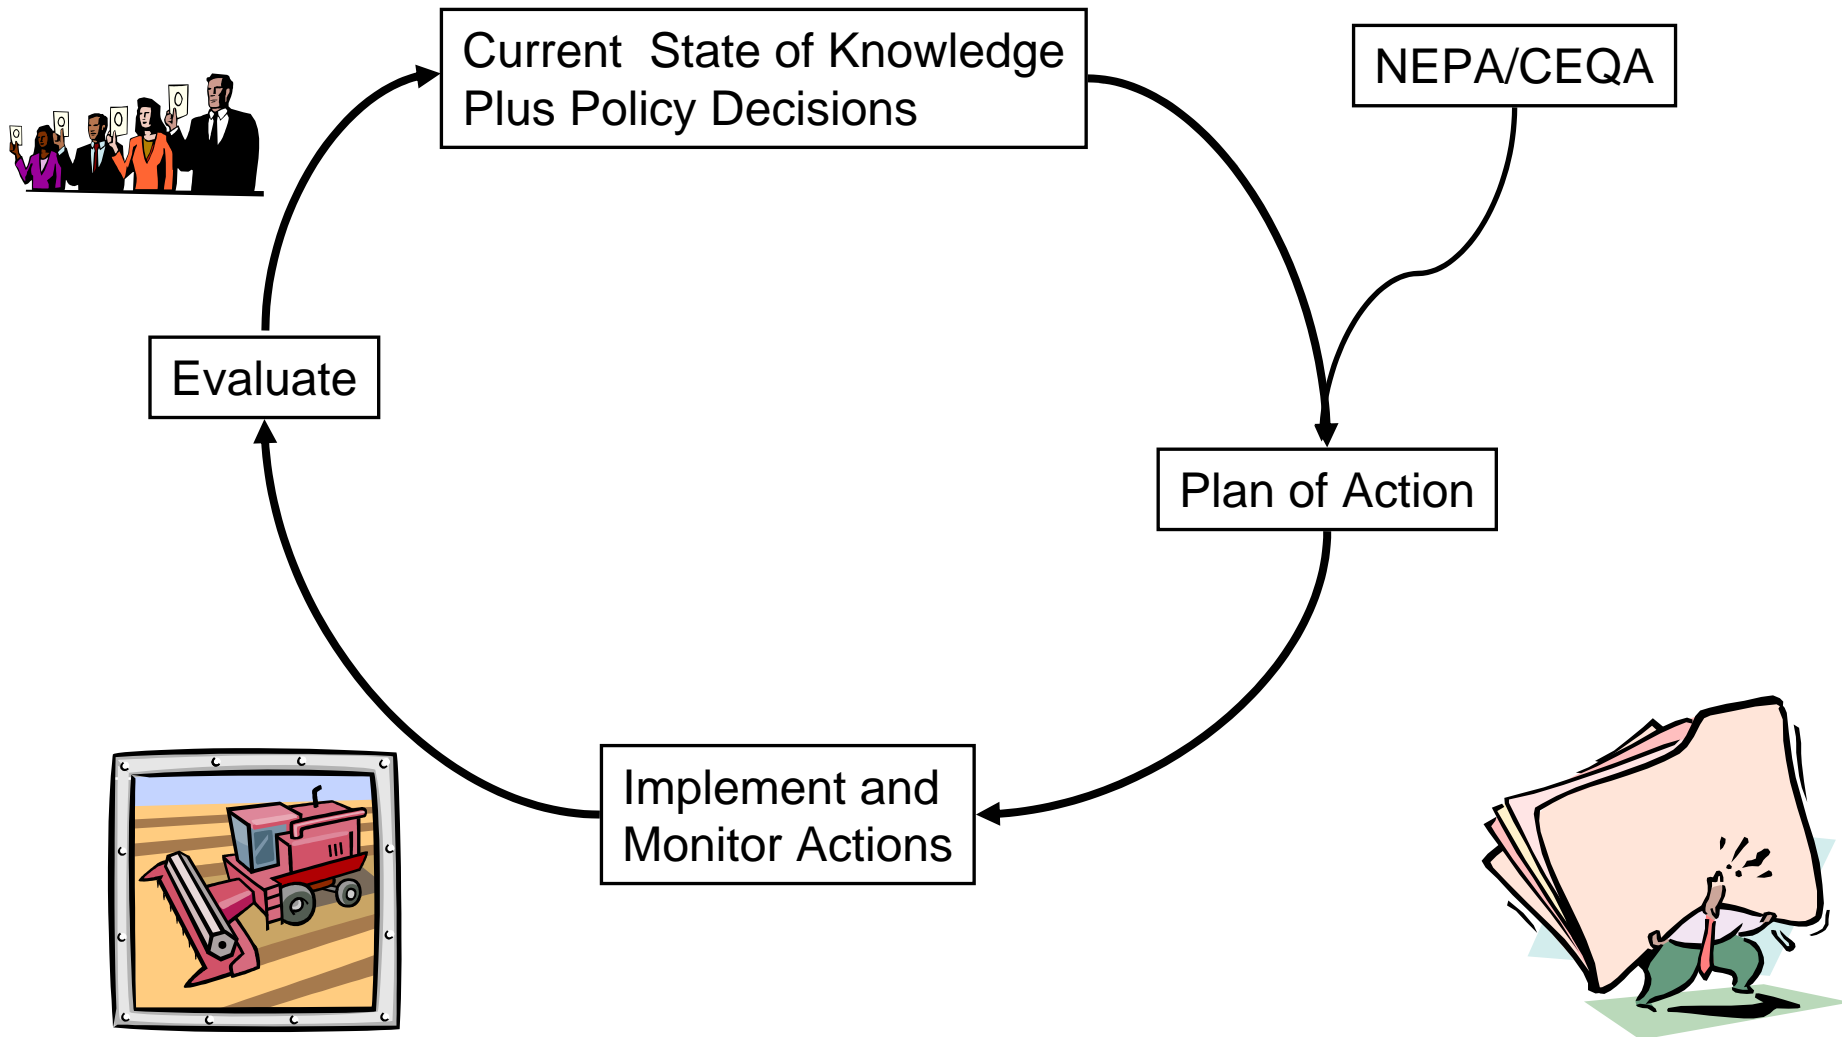 Current State of Knowledge
Plus Policy Decisions
NEPA/CEQA
Evaluate
Plan of Action
Implement and
Monitor Actions